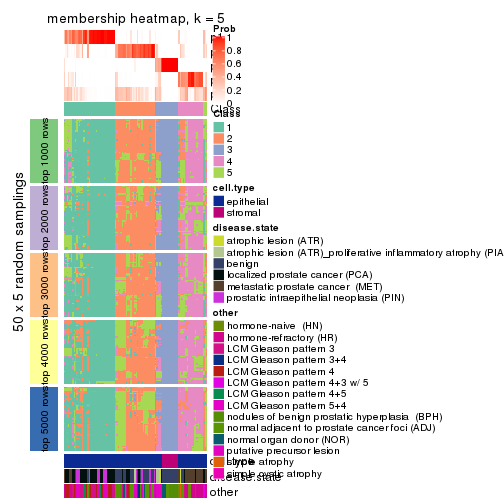 membership heatmap, k = 5
Prob
1
0.8
0.6
0.4
0.2
0
Class
Class
1
2
3
4
5
50 x 5 random samplings
top 1000 rows
top 2000 rows
top 3000 rows
top 4000 rows
top 5000 rows
cell.type
epithelial
stromal
disease.state
atrophic lesion (ATR)
atrophic lesion (ATR)_proliferative inflammatory atrophy (PIA
benign
localized prostate cancer (PCA)
metastatic prostate cancer (MET)
prostatic intraepithelial neoplasia (PIN)
other
hormone-naive (HN)
hormone-refractory (HR)
LCM Gleason pattern 3
LCM Gleason pattern 3+4
LCM Gleason pattern 4
LCM Gleason pattern 4+3 w/ 5
LCM Gleason pattern 4+5
LCM Gleason pattern 5+4
nodules of benign prostatic hyperplasia (BPH)
normal adjacent to prostate cancer foci (ADJ)
normal organ donor (NOR)
putative precursor lesion
simple atrophy
simple cystic atrophy
cell.type
disease.state
other